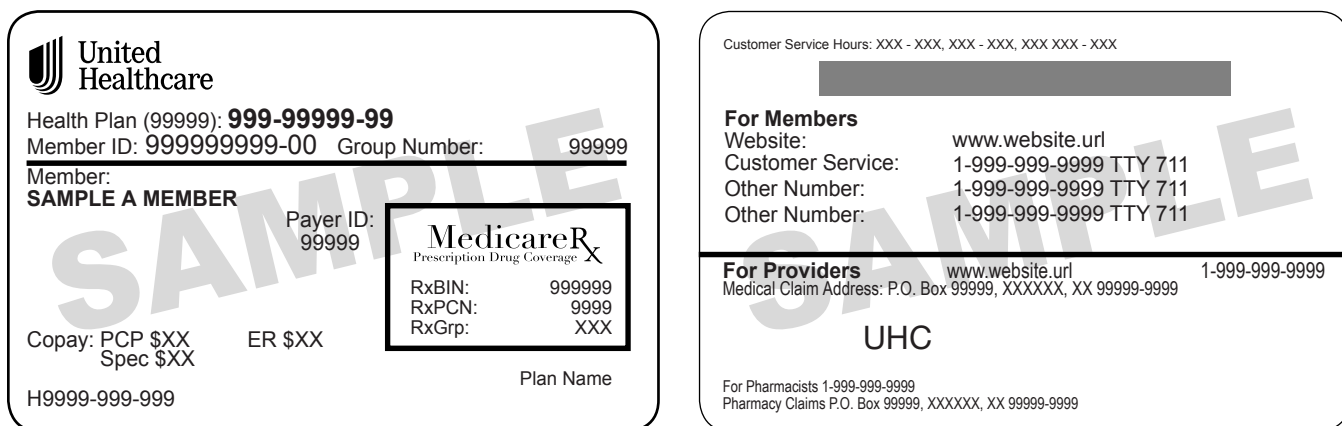 United
Healthcare
Health Plan (99999): 999-99999-99
Member ID: 999999999-00 Group Number: 99999
Member:
SAMPLE A MEMBER
Payer ID:
99999
MedicareRx
Prescription Drug Coverage
RxBIN: 999999
RxPCN: 9999
RxGrp: XXX
Copay: PCP $XX ER $XX
Spec $XX
Plan Name
H9999-999-999
SAMPLE
Customer Service Hours: XXX - XXX, XXX - XXX, XXX XXX - XXX
For Members
Website: www.website.url
Customer Service: 1-999-999-9999 TTY 711
Other Number: 1-999-999-9999 TTY 711
Other Number: 1-999-999-9999 TTY 711
For Providers www.website.url 1-999-999-9999
Medical Claim Address: P.O. Box 99999, XXXXXX, XX 99999-9999
UHC
For Pharmacists 1-999-999-9999
Pharmacy Claims P.O. Box 99999, XXXXXX, XX 99999-9999
SAMPLE